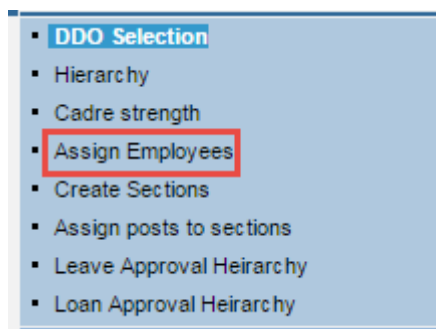 DDO Selection
Hierarchy
Cadre strength
Assign Employees
Create Sections
Assign posts to sections
Leave Approval Heirarchy
Loan Approval Heirarchy